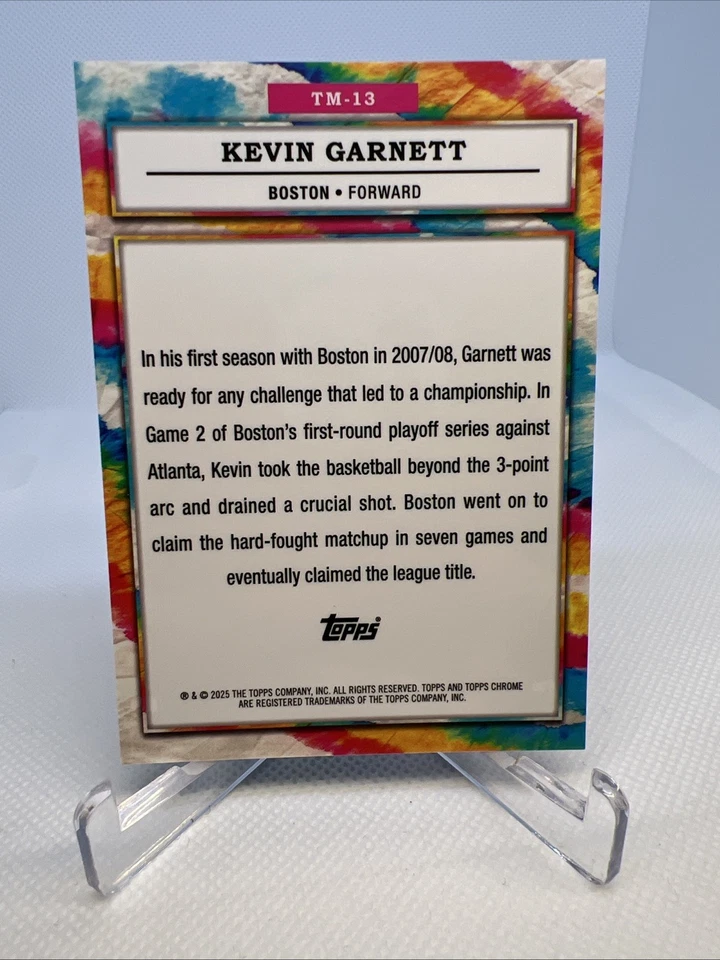 TM-13
KEVIN GARNETT
BOSTON • FORWARD
In his first season with Boston in 2007/08, Garnett was
ready for any challenge that led to a championship. In
Game 2 of Boston's first-round playoff series against
Atlanta, Kevin took the basketball beyond the 3-point
arc and drained a crucial shot. Boston went on to
claim the hard-fought matchup in seven games and
eventually claimed the league title.
topps
® & © 2025 THE TOPPS COMPANY, INC. ALL RIGHTS RESERVED. TOPPS AND TOPPS CHROME
ARE REGISTERED TRADEMARKS OF THE TOPPS COMPANY, INC.